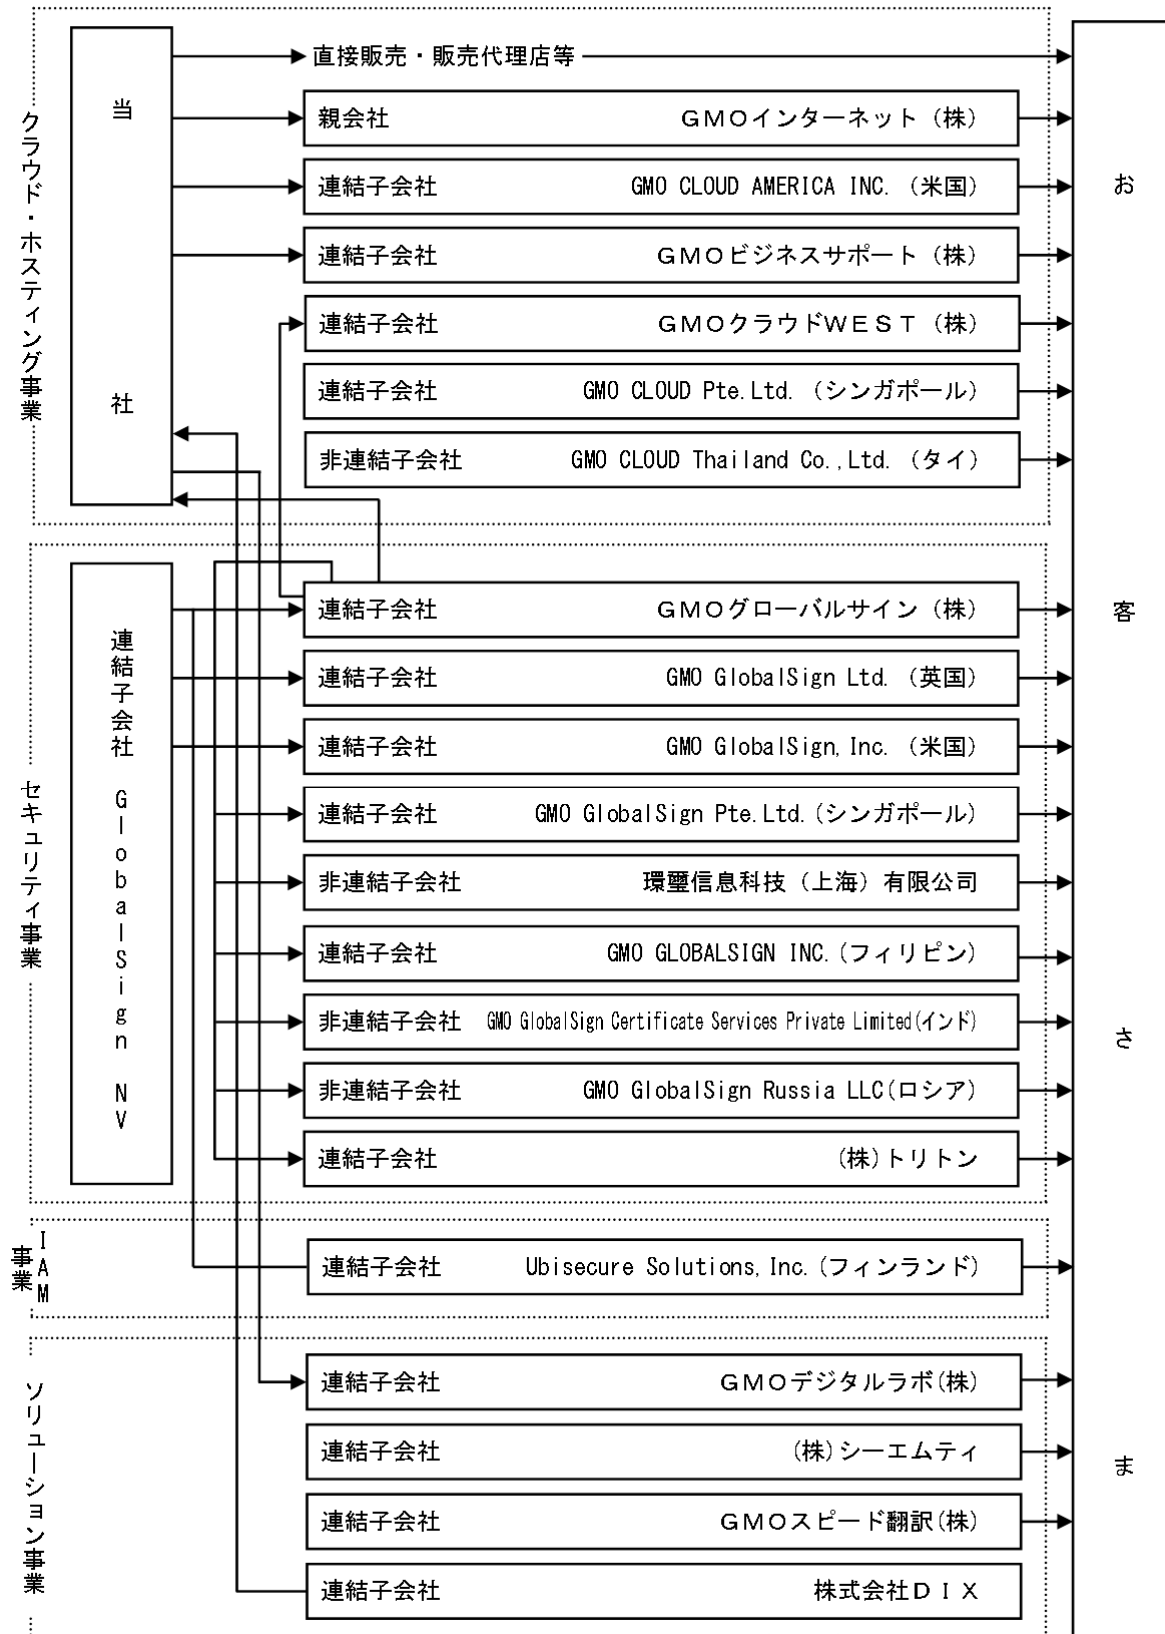 クラウド・ホスティング事業
当社
直接販売・販売代理店等
親会社 GMOインターネット（株）
連結子会社 GMO CLOUD AMERICA INC.（米国）
連結子会社 GMOビジネスサポート（株）
連結子会社 GMOクラウドWEST（株）
連結子会社 GMO CLOUD Pte.Ltd.（シンガポール）
非連結子会社 GMO CLOUD Thailand Co.,Ltd.（タイ）
セキュリティ事業
連結子会社 GlobalSign NV
連結子会社 GMOグローバルサイン（株）
連結子会社 GMO GlobalSign Ltd.（英国）
連結子会社 GMO GlobalSign,Inc.（米国）
連結子会社 GMO GlobalSign Pte.Ltd.(シンガポール)
非連結子会社 環璽信息科技（上海）有限公司
連結子会社 GMO GLOBALSIGN INC.(フィリピン)
非連結子会社 GMO GlobalSign Certificate Services Private Limited(インド)
非連結子会社 GMO GlobalSign Russia LLC(ロシア)
連結子会社 (株)トリトン
IAM事業
連結子会社 Ubisecure Solutions,Inc.(フィンランド)
ソリューション事業
連結子会社 GMOデジタルラボ(株)
連結子会社 (株)シーエムティ
連結子会社 GMOスピード翻訳(株)
連結子会社 株式会社DIX
お客さま